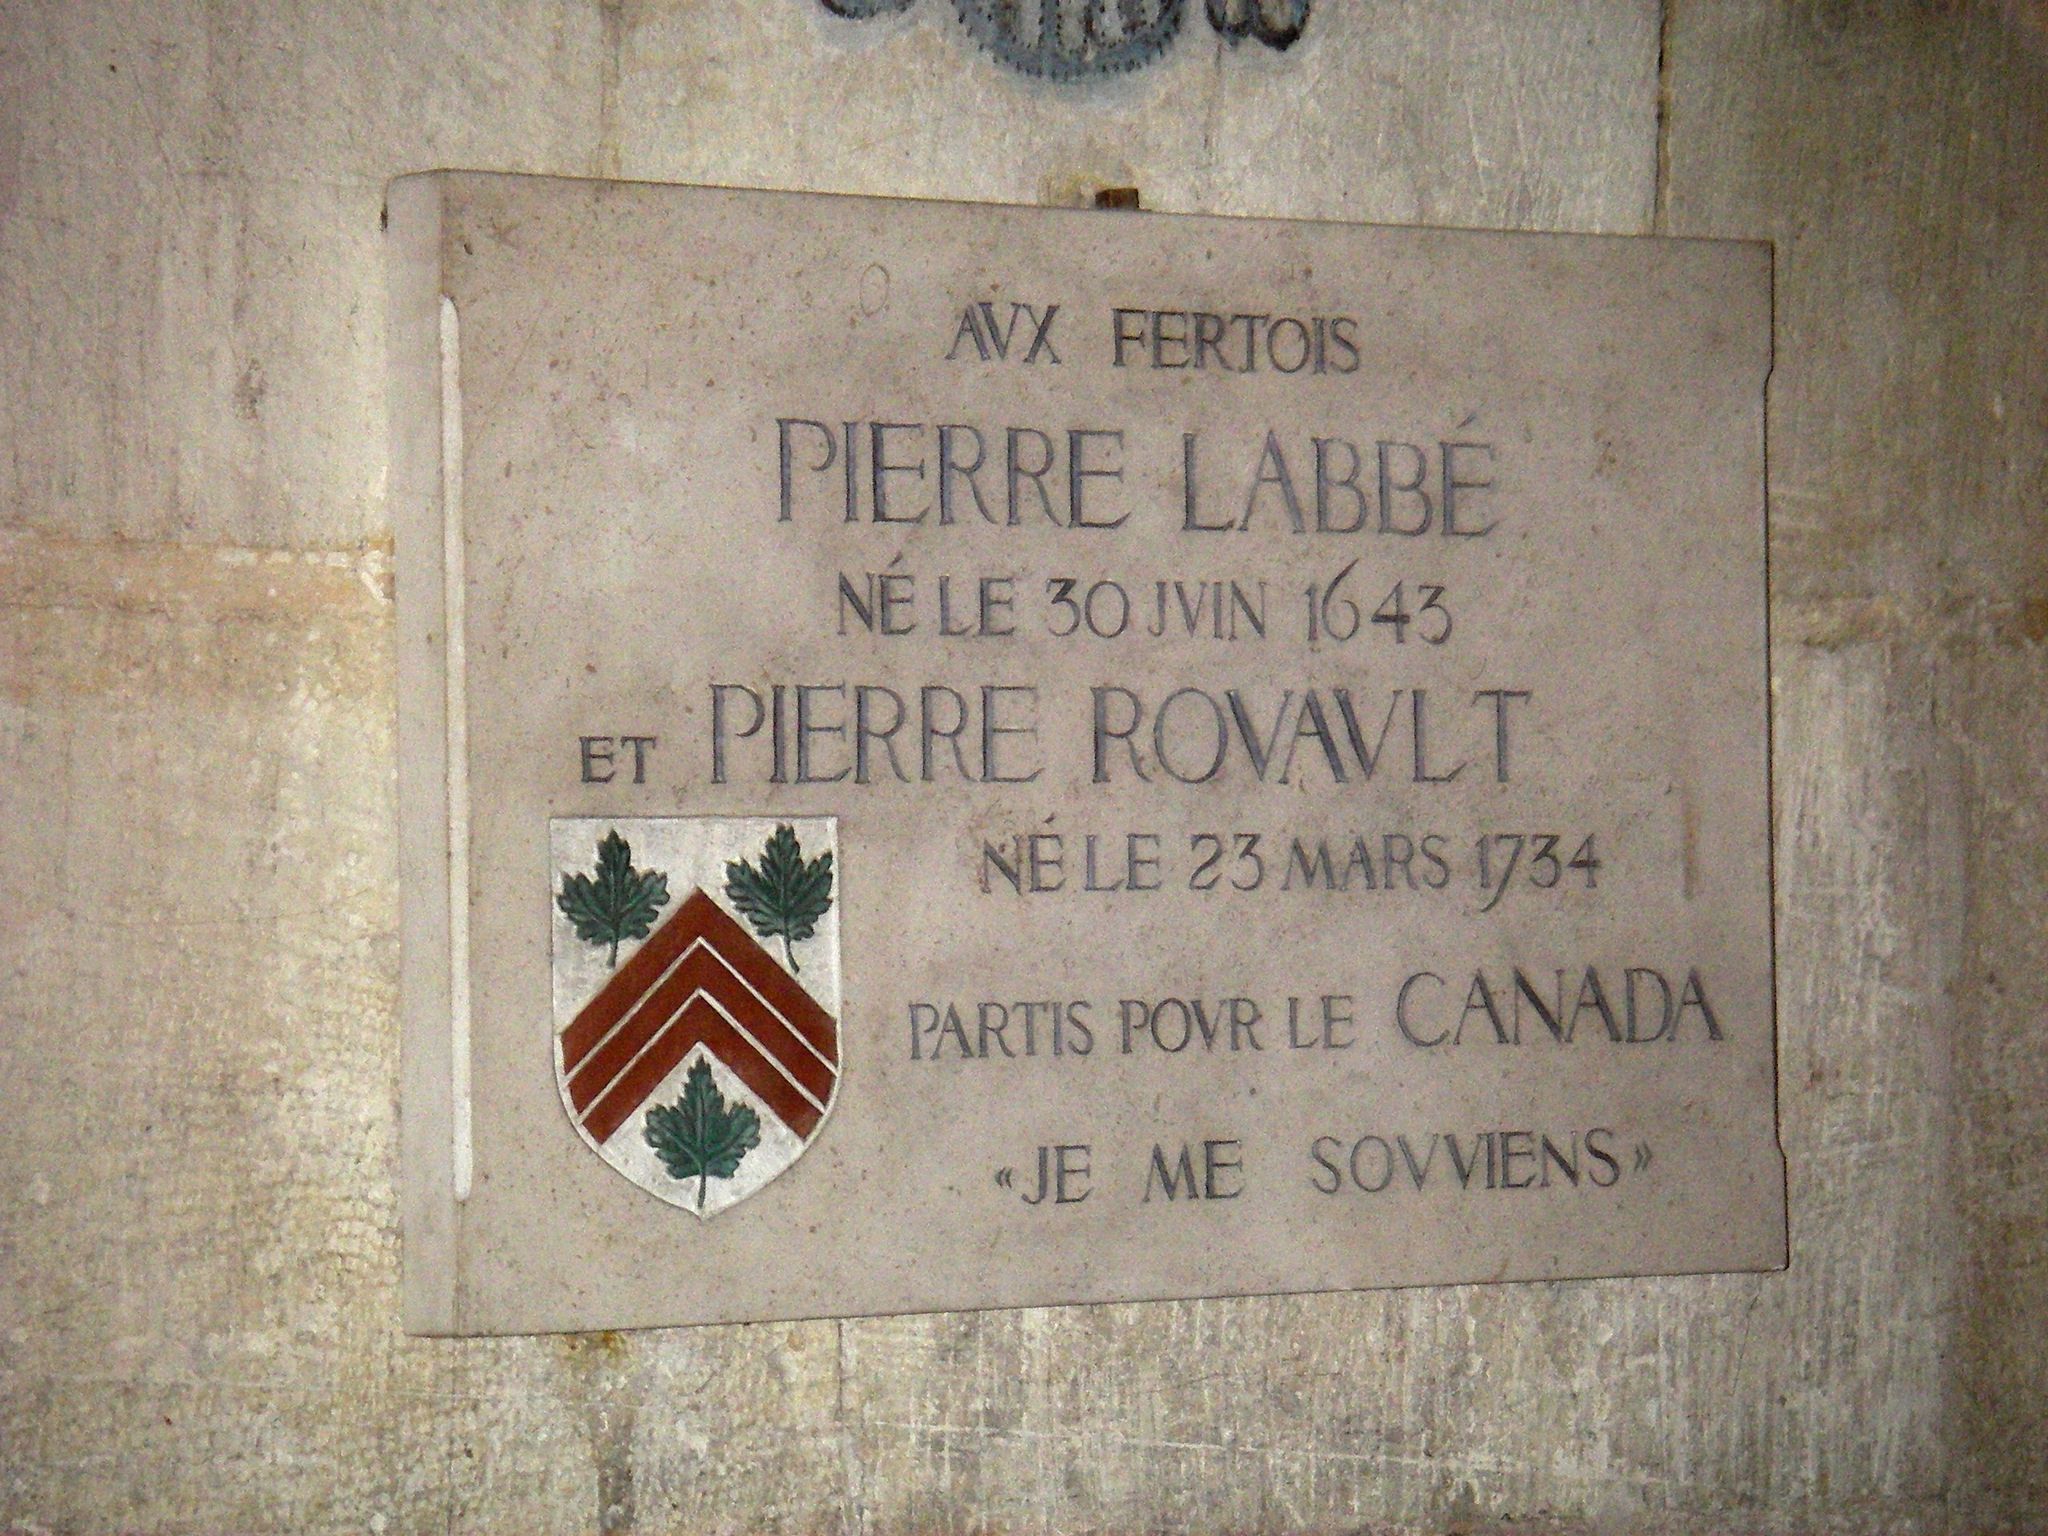 AVX FERTOIS
PIERRE LABBÉ
NÉ LE 30 JVIN 1643
ET PIERRE ROVAVLT
NÉ LE 23 MARS 1734
PARTIS POVR LE CANADA
«JE ME SOVVIENS»